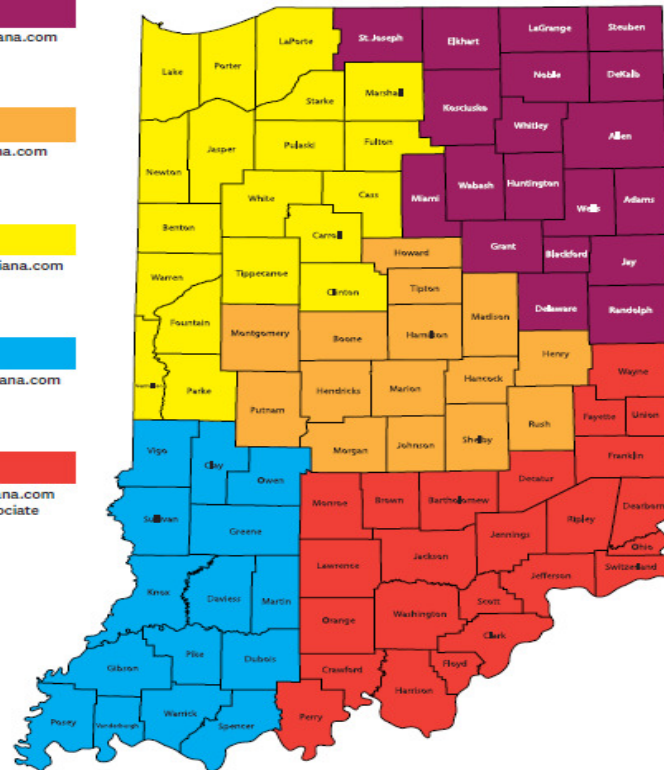 ana.com
na.com
iana.com
ana.com
ana.com
ociate
St. Joseph
Elkhart
LaGrange
Steuben
Lake
Porter
LaPorte
Noble
DeKalb
Starke
Marshall
Kosciusko
Whitley
Allen
Newton
Jasper
Pulaski
Fulton
White
Cass
Miami
Wabash
Huntington
Wells
Adams
Benton
Carroll
Howard
Grant
Blackford
Jay
Warren
Tippecanoe
Clinton
Tipton
Madison
Delaware
Randolph
Fountain
Montgomery
Boone
Hamilton
Henry
Wayne
Parke
Putnam
Hendricks
Marion
Hancock
Rush
Fayette
Union
Vigo
Clay
Owen
Morgan
Johnson
Shelby
Franklin
Sullivan
Greene
Monroe
Brown
Bartholomew
Decatur
Ripley
Dearborn
Jennings
Ohio
Switzerland
Knox
Daviess
Martin
Lawrence
Jackson
Jefferson
Orange
Washington
Scott
Clark
Gibron
Pike
Dubois
Crawford
Floyd
Harrison
Posey
Vanderburgh
Warrick
Spencer
Perry